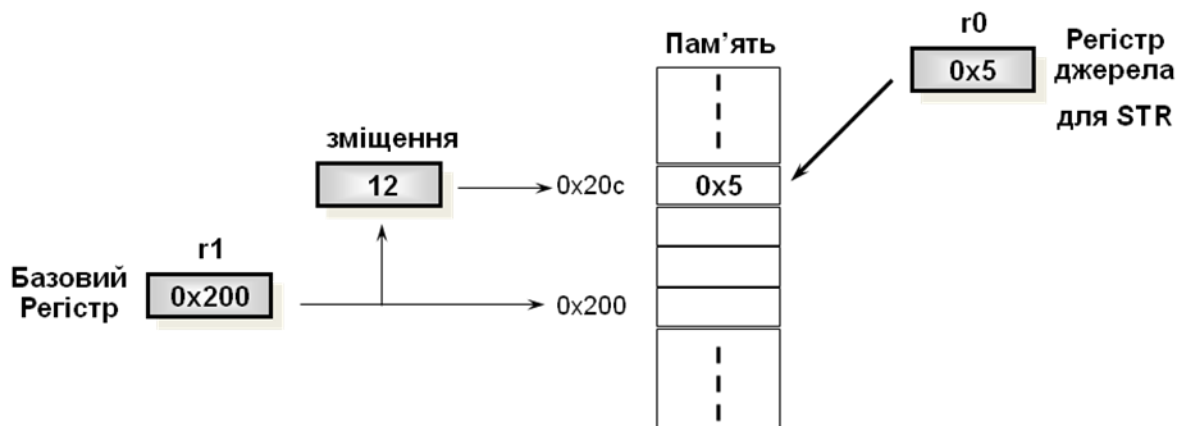 r0
Пам’ять
0x5
Регістр
джерела
для STR
зміщення
12
0x20c
0x5
r1
Базовий
Регістр
0x200
0x200